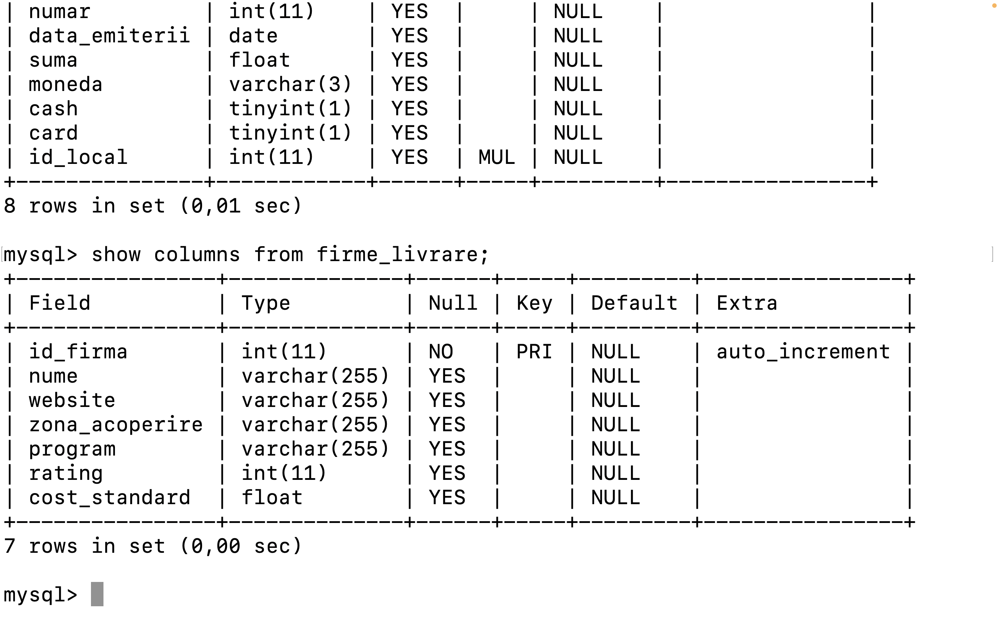 | numar          | int(11)    | YES  |     | NULL    |                |
| data_emiterii  | date       | YES  |     | NULL    |                |
| suma           | float      | YES  |     | NULL    |                |
| moneda         | varchar(3) | YES  |     | NULL    |                |
| cash           | tinyint(1) | YES  |     | NULL    |                |
| card           | tinyint(1) | YES  |     | NULL    |                |
| id_local       | int(11)    | YES  | MUL | NULL    |                |
+---------------+------------+------+-----+---------+----------------+
8 rows in set (0,01 sec)
mysql> show columns from firme_livrare;
+----------------+--------------+------+-----+---------+----------------+
| Field          | Type         | Null | Key | Default | Extra          |
+----------------+--------------+------+-----+---------+----------------+
| id_firma       | int(11)      | NO   | PRI | NULL    | auto_increment |
| nume           | varchar(255) | YES  |     | NULL    |                |
| website        | varchar(255) | YES  |     | NULL    |                |
| zona_acoperire | varchar(255) | YES  |     | NULL    |                |
| program        | varchar(255) | YES  |     | NULL    |                |
| rating         | int(11)      | YES  |     | NULL    |                |
| cost_standard  | float        | YES  |     | NULL    |                |
+----------------+--------------+------+-----+---------+----------------+
7 rows in set (0,00 sec)
mysql>